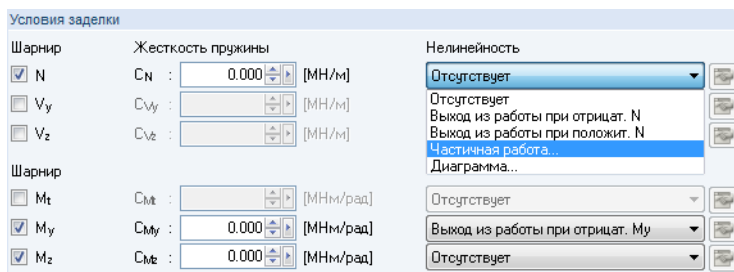 Условия заделки
Шарнир Жесткость пружины Нелинейность
N CN : 0.000 [МН/м] Отсутствует
Vy CVy : [МН/м] Отсутствует
Выход из работы при отрицат. N
Vz CVz : [МН/м] Выход из работы при положит. N
Частичная работа...
Шарнир Диаграмма...
Mt CMt : [МНм/рад] Отсутствует
My CMy : 0.000 [МНм/рад] Выход из работы при отрицат. My
Mz CMz : 0.000 [МНм/рад] Отсутствует